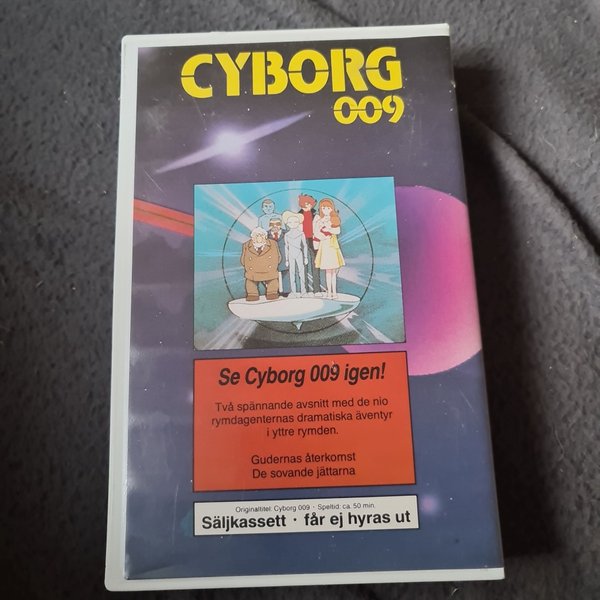 CYBORG
009
Se Cyborg 009 igen!
Två spännande avsnitt med de nio
rymdagenternas dramatiska äventyr
i yttre rymden.
Gudernas återkomst
De sovande jättarna
Originaltitel: Cyborg 009 · Speltid: ca. 50 min.
Säljkassett · får ej hyras ut